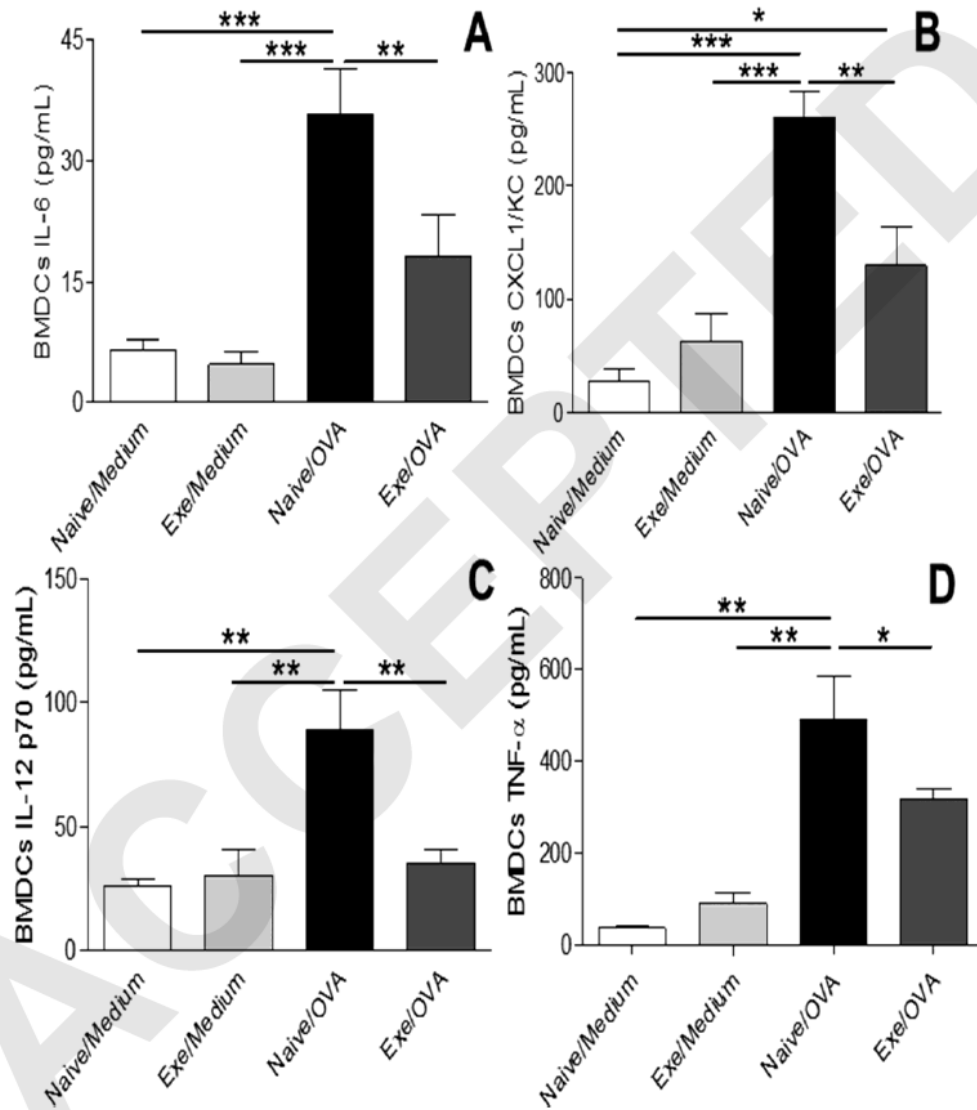 A
BMDCs IL-6 (pg/mL)
45
30
15
0
***
***
**
Naive/Medium
Exe/Medium
Naive/OVA
Exe/OVA
B
BMDCs CXCL1/KC (pg/mL)
300
200
100
0
*
***
***
**
Naive/Medium
Exe/Medium
Naive/OVA
Exe/OVA
C
BMDCs IL-12 p70 (pg/mL)
150
100
50
0
**
**
**
Naive/Medium
Exe/Medium
Naive/OVA
Exe/OVA
D
BMDCs TNF-α (pg/mL)
800
600
400
200
0
**
**
*
Naive/Medium
Exe/Medium
Naive/OVA
Exe/OVA
ACCEPTED